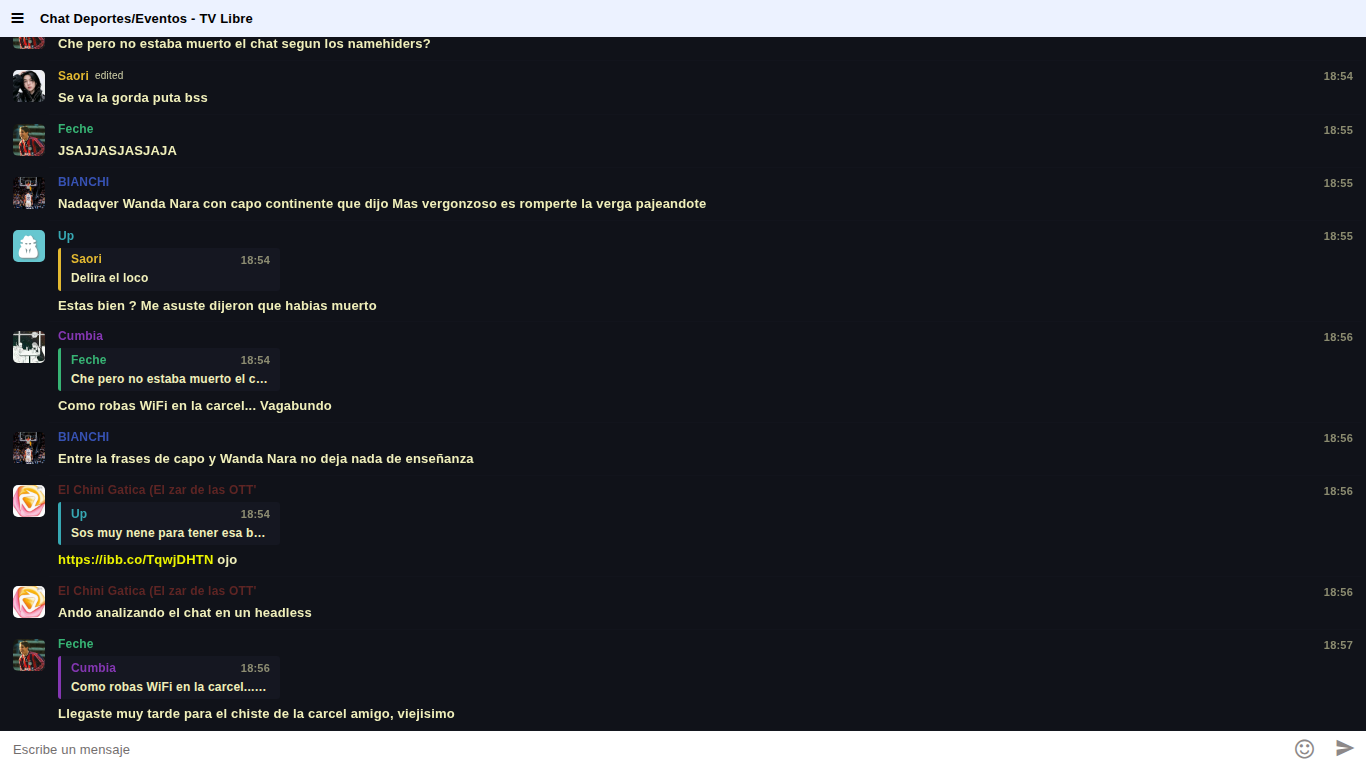 Chat Deportes/Eventos - TV Libre
Che pero no estaba muerto el chat segun los namehiders?
Saori edited 18:54
Se va la gorda puta bss
Feche 18:55
JSAJJASJASJAJA
BIANCHI 18:55
Nadaqver Wanda Nara con capo continente que dijo Mas vergonzoso es romperte la verga pajeandote
Up 18:55
Saori 18:54
Delira el loco
Estas bien ? Me asuste dijeron que habias muerto
Cumbia 18:56
Feche 18:54
Che pero no estaba muerto el c...
Como robas WiFi en la carcel... Vagabundo
BIANCHI 18:56
Entre la frases de capo y Wanda Nara no deja nada de enseñanza
El Chini Gatica (El zar de las OTT' 18:56
Up 18:54
Sos muy nene para tener esa b...
https://ibb.co/TqwjDHTN ojo
El Chini Gatica (El zar de las OTT' 18:56
Ando analizando el chat en un headless
Feche 18:57
Cumbia 18:56
Como robas WiFi en la carcel......
Llegaste muy tarde para el chiste de la carcel amigo, viejisimo
Escribe un mensaje